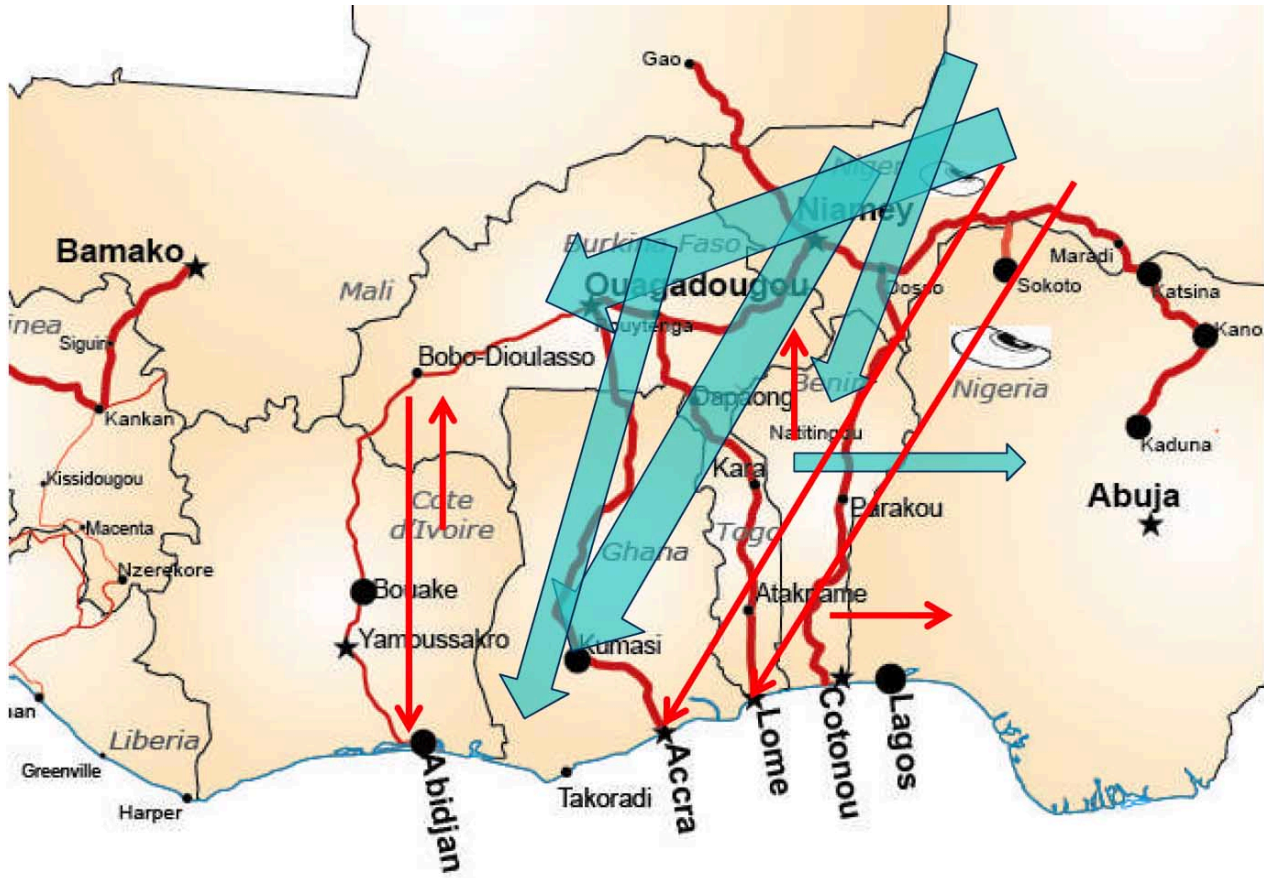 Gao
Niger
Niamey
Burkina Faso
Bamako
Maradi
Dosso
Sokoto
Katsina
Mali
Ouagadougou
Kano
Siguiri
Bobo-Dioulasso
Benin
Nigeria
Dapaong
Kankan
Natitingou
Kaduna
Kissidougou
Kara
Cote
d'Ivoire
Abuja
Parakou
Macenta
Togo
Ghana
Nzerekore
Bouake
Atakpame
Yamoussakro
Kumasi
Liberia
Lome
Cotonou
Lagos
Accra
Abidjan
Greenville
Takoradi
Harper